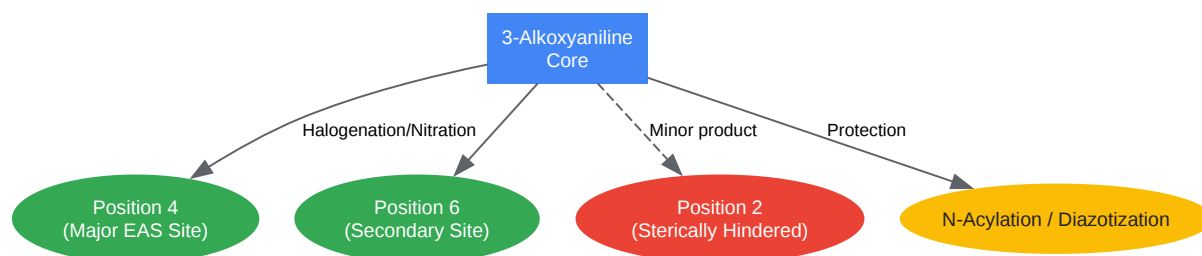 3-Alkoxyaniline
Core
Halogenation/Nitration
Minor product
Protection
Position 4
(Major EAS Site)
Position 6
(Secondary Site)
Position 2
(Sterically Hindered)
N-Acylation / Diazotization